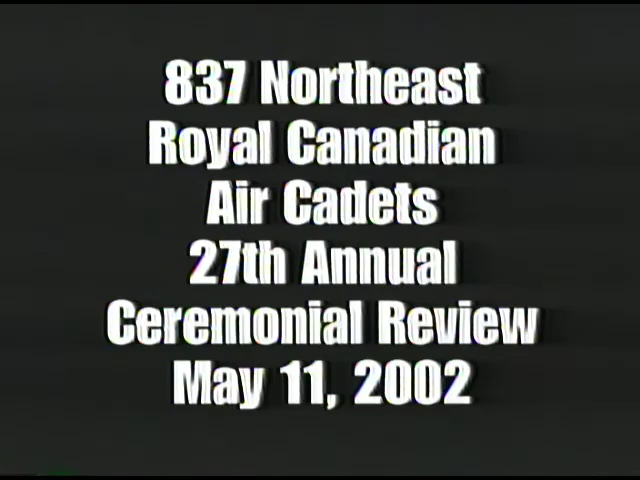 837 Northeast
Royal Canadian
Air Cadets
27th Annual
Ceremonial Review
May 11, 2002